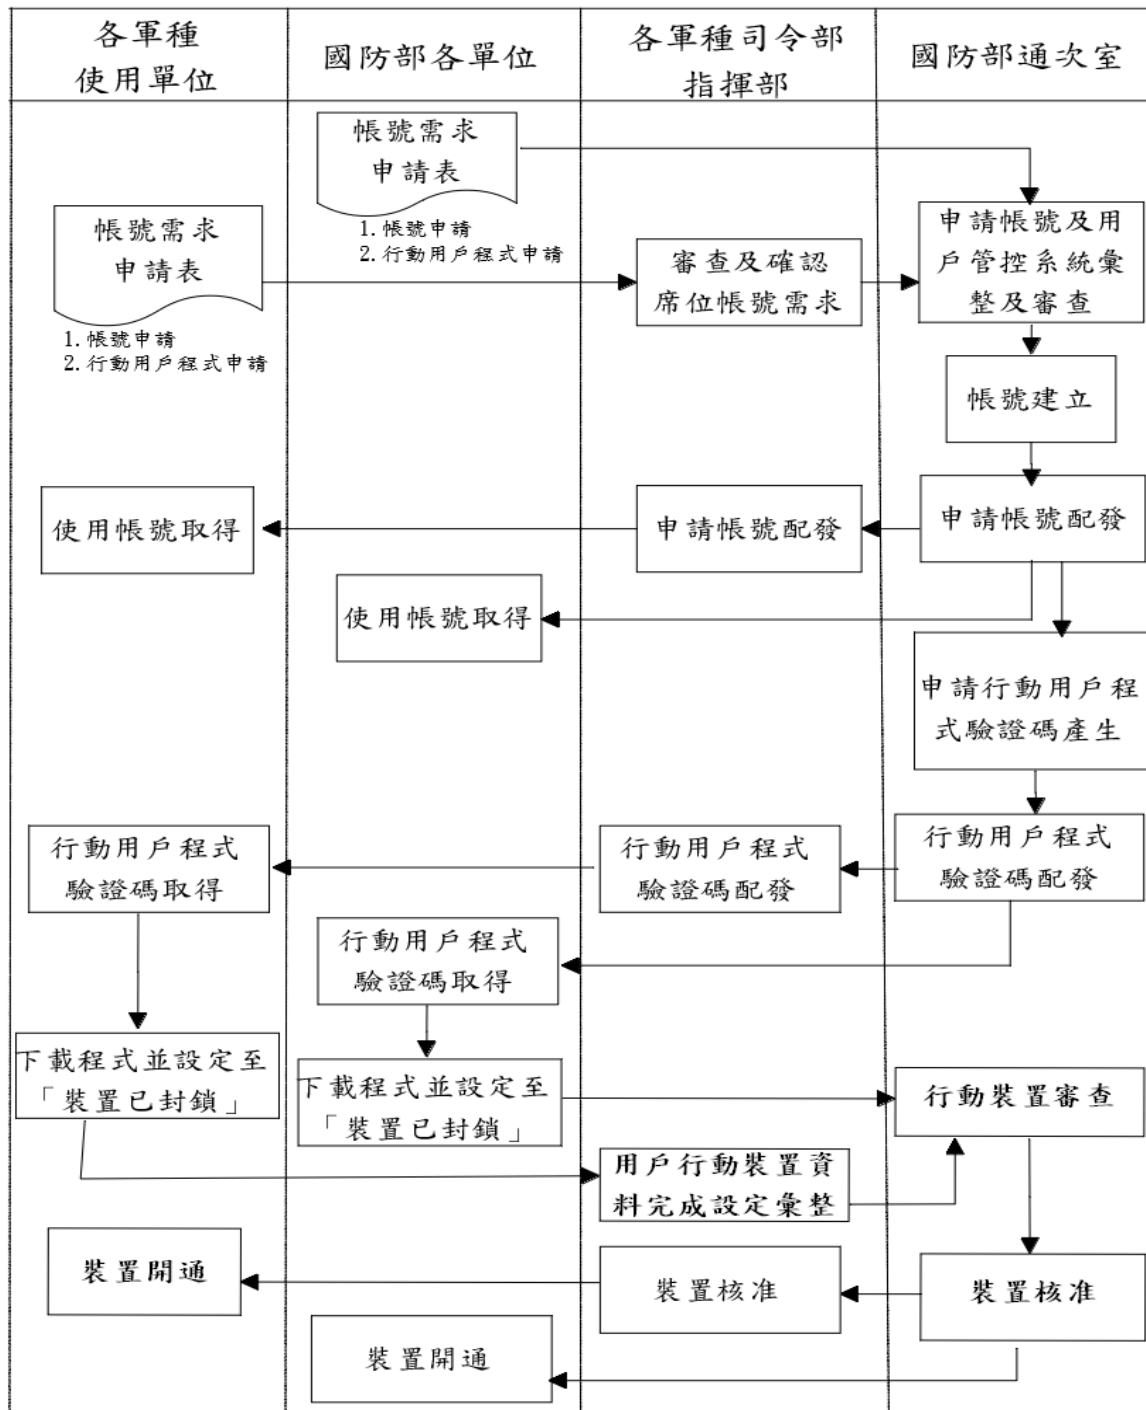 各軍種
使用單位
國防部各單位
各軍種司令部
指揮部
國防部通次室
帳號需求
申請表
1.帳號申請
2.行動用戶程式申請
帳號需求
申請表
1.帳號申請
2.行動用戶程式申請
審查及確認
席位帳號需求
申請帳號及用
戶管控系統彙
整及審查
帳號建立
使用帳號取得
申請帳號配發
申請帳號配發
使用帳號取得
申請行動用戶程
式驗證碼產生
行動用戶程式
驗證碼取得
行動用戶程式
驗證碼配發
行動用戶程式
驗證碼配發
行動用戶程式
驗證碼取得
下載程式並設定至
「裝置已封鎖」
下載程式並設定至
「裝置已封鎖」
行動裝置審查
用戶行動裝置資
料完成設定彙整
裝置開通
裝置核准
裝置核准
裝置開通